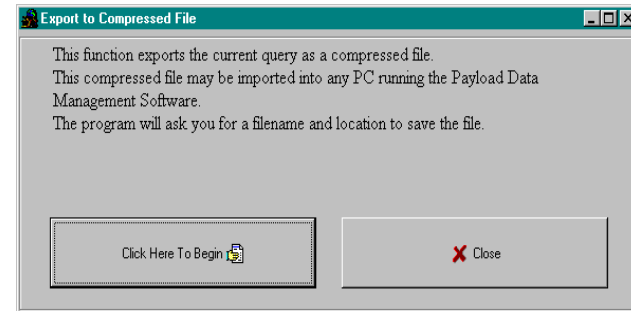 Export to Compressed File
This function exports the current query as a compressed file.
This compressed file may be imported into any PC running the Payload Data
Management Software.
The program will ask you for a filename and location to save the file.
Click Here To Begin
Close